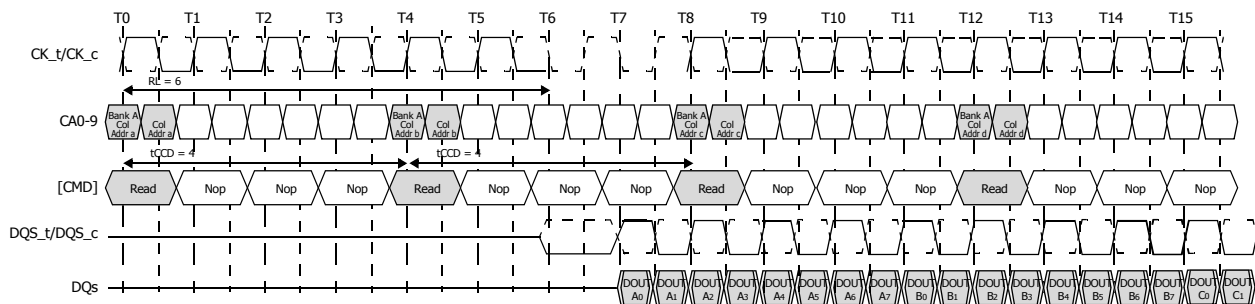 T0 T1 T2 T3 T4 T5 T6 T7 T8 T9 T10 T11 T12 T13 T14 T15
CK_t/CK_c
RL = 6
CA0-9
Bank A Col Addr a
Col Addr a
Bank A Col Addr b
Col Addr b
Bank A Col Addr c
Col Addr c
Bank A Col Addr d
Col Addr d
tCCD = 4
tCCD = 4
[CMD] Read Nop Nop Nop Read Nop Nop Nop Read Nop Nop Nop Read Nop Nop Nop
DQS_t/DQS_c
DQs
DOUT A0
DOUT A1
DOUT A2
DOUT A3
DOUT A4
DOUT A5
DOUT A6
DOUT A7
DOUT B0
DOUT B1
DOUT B2
DOUT B3
DOUT B4
DOUT B5
DOUT B6
DOUT B7
DOUT C0
DOUT C1